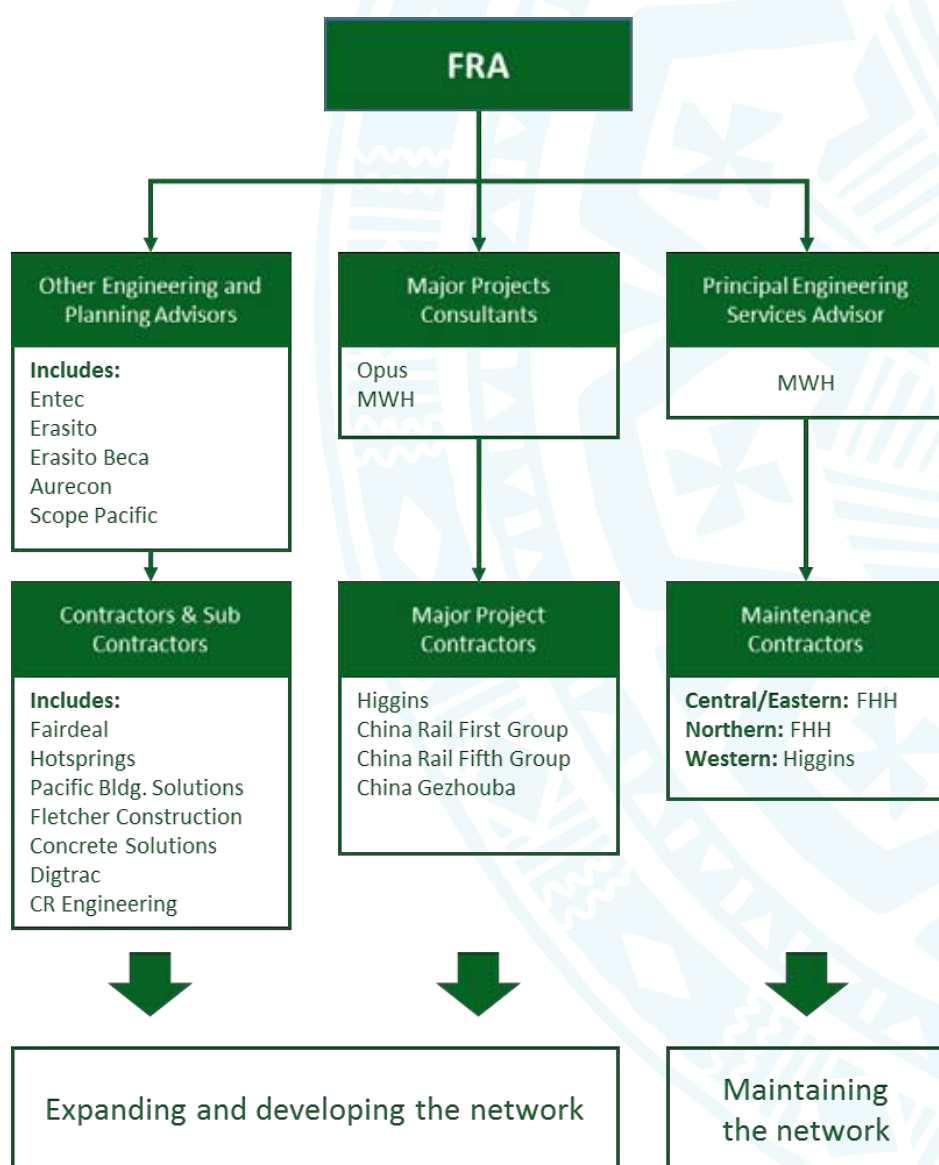 FRA
Other Engineering and
Planning Advisors
Includes:
Entec
Erasito
Erasito Beca
Aurecon
Scope Pacific
Major Projects
Consultants
Opus
MWH
Principal Engineering
Services Advisor
MWH
Contractors & Sub
Contractors
Includes:
Fairdeal
Hotsprings
Pacific Bldg. Solutions
Fletcher Construction
Concrete Solutions
Digtrac
CR Engineering
Major Project
Contractors
Higgins
China Rail First Group
China Rail Fifth Group
China Gezhouba
Maintenance
Contractors
Central/Eastern: FHH
Northern: FHH
Western: Higgins
Expanding and developing the network
Maintaining
the network